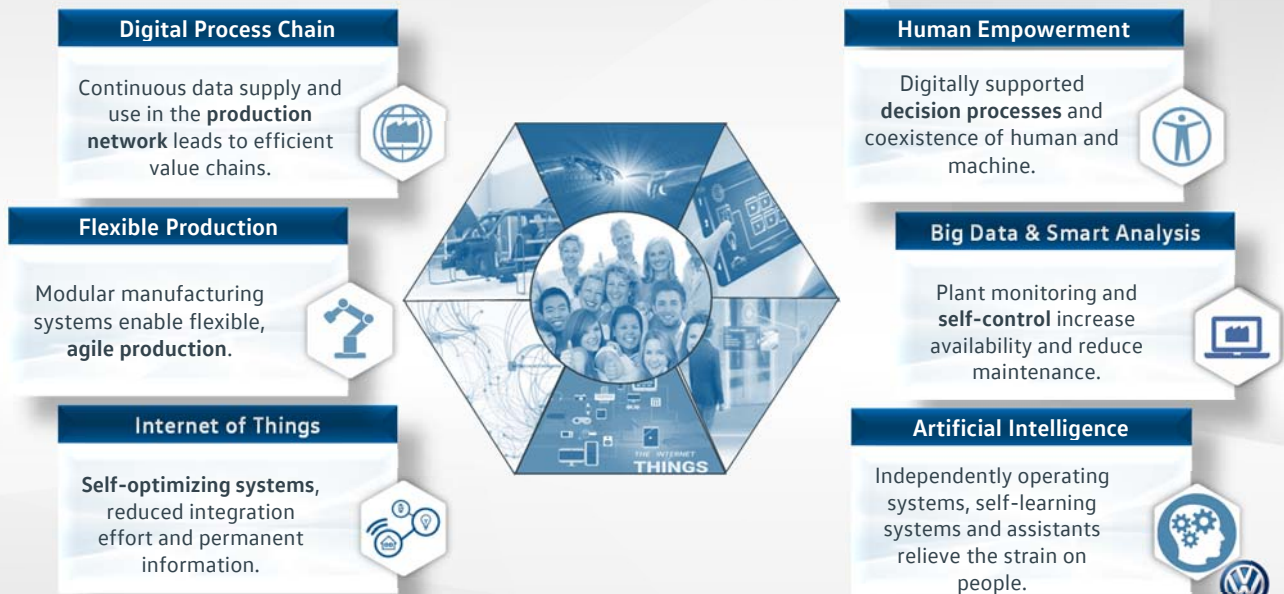 Digital Process Chain
Continuous data supply and
use in the production
network leads to efficient
value chains.
Flexible Production
Modular manufacturing
systems enable flexible,
agile production.
Internet of Things
Self-optimizing systems,
reduced integration
effort and permanent
information.
THE INTERNET
THINGS
Human Empowerment
Digitally supported
decision processes and
coexistence of human and
machine.
Big Data & Smart Analysis
Plant monitoring and
self-control increase
availability and reduce
maintenance.
Artificial Intelligence
Independently operating
systems, self-learning
systems and assistants
relieve the strain on
people.